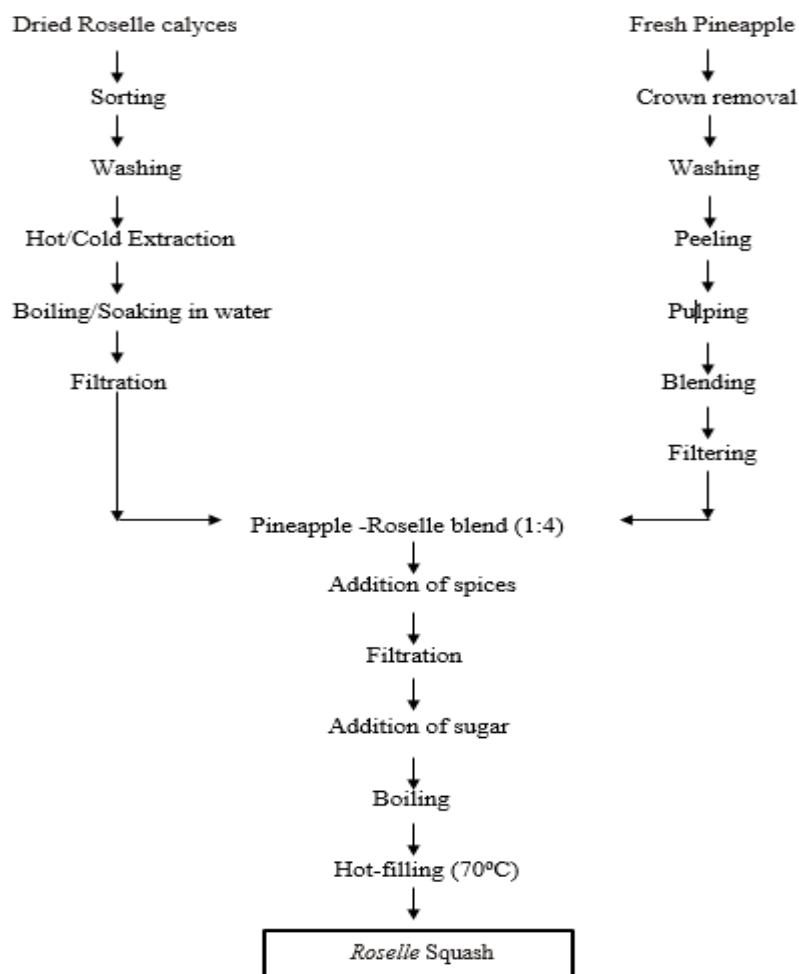 Dried Roselle calyces
Sorting
Washing
Hot/Cold Extraction
Boiling/Soaking in water
Filtration
Fresh Pineapple
Crown removal
Washing
Peeling
Pulping
Blending
Filtering
Pineapple -Roselle blend (1:4)
Addition of spices
Filtration
Addition of sugar
Boiling
Hot-filling (70⁰C)
Roselle Squash